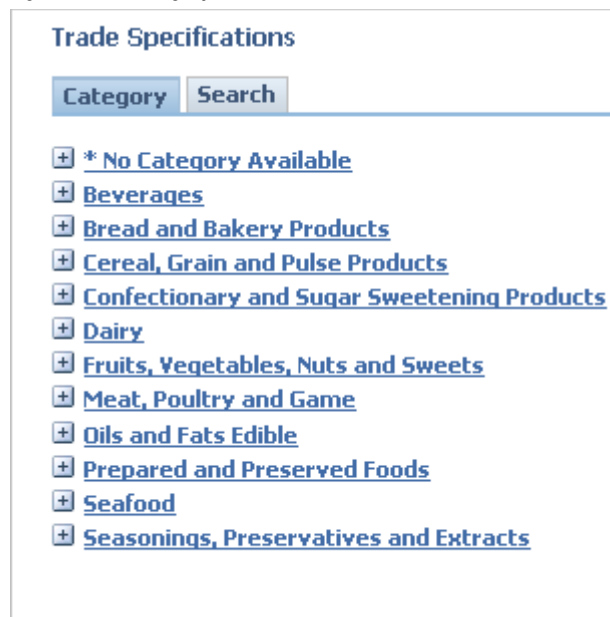 Trade Specifications
Category Search
* No Category Available
Beverages
Bread and Bakery Products
Cereal, Grain and Pulse Products
Confectionary and Sugar Sweetening Products
Dairy
Fruits, Vegetables, Nuts and Sweets
Meat, Poultry and Game
Oils and Fats Edible
Prepared and Preserved Foods
Seafood
Seasonings, Preservatives and Extracts